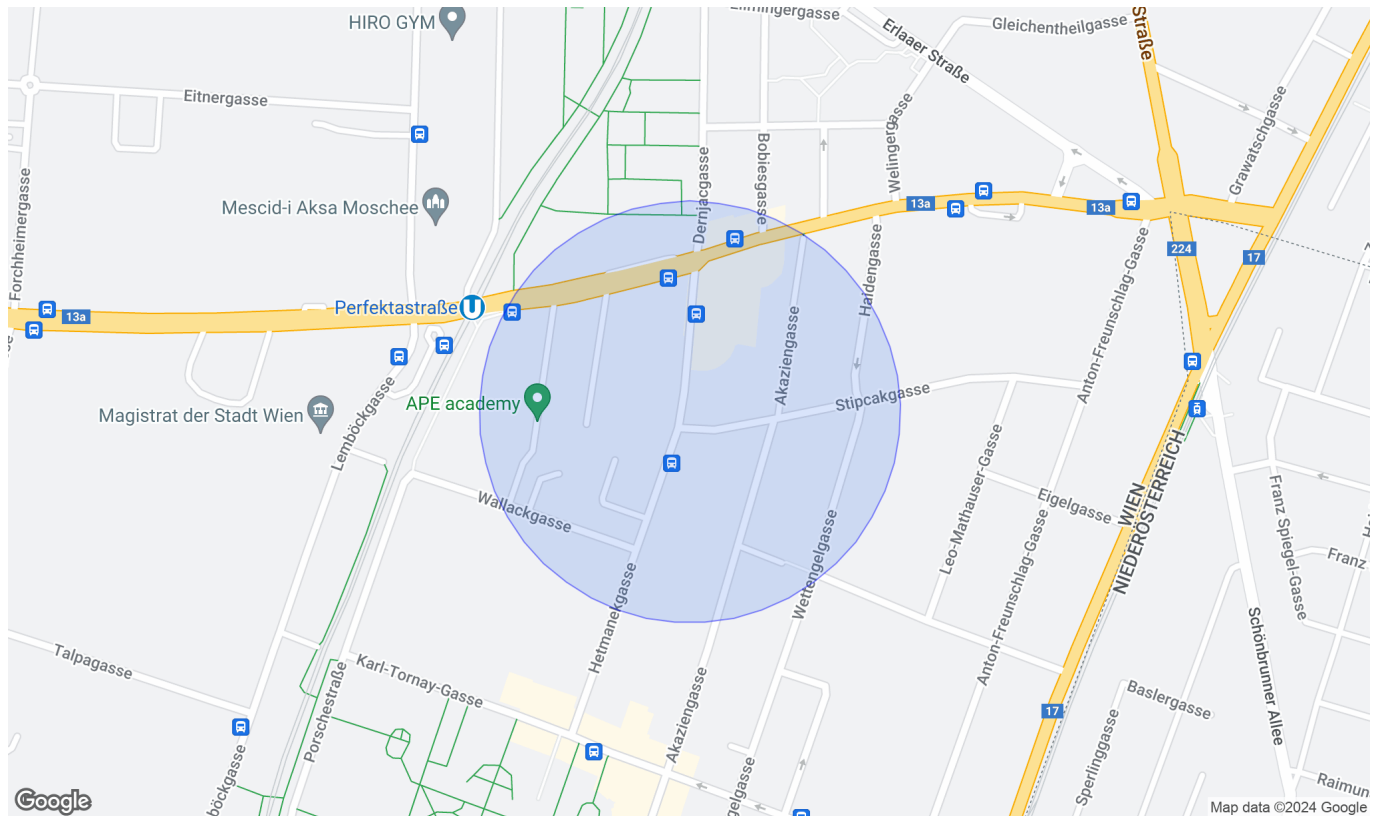 HIRO GYM
Elfingergasse
Gleichentheilgasse
Straße
Erlaaer Straße
Eitnergasse
Grawatschgasse
Welingergasse
Bobiesgasse
Dernjacgasse
Forchheimergasse
Mescid-i Aksa Moschee
13a
13a
224
17
Haidengasse
Anton-Freunschlag-Gasse
Perfektastraße
U
13a
Akaziengasse
APE academy
Stipcakgasse
Magistrat der Stadt Wien
Lemböckgasse
Leo-Mathauser-Gasse
Wallackgasse
Eigelgasse
WIEN
NIEDERÖSTERREICH
Franz Spiegel-Gasse
Franz
Anton-Freunschlag-Gasse
Wettengelgasse
Hetmanekgasse
Schönbrunner Allee
Talpagasse
Karl-Tornay-Gasse
Porschestraße
Akaziengasse
17
Baslergasse
Sperlinggasse
böckgasse
gelgasse
Raimun
Google
Map data ©2024 Google